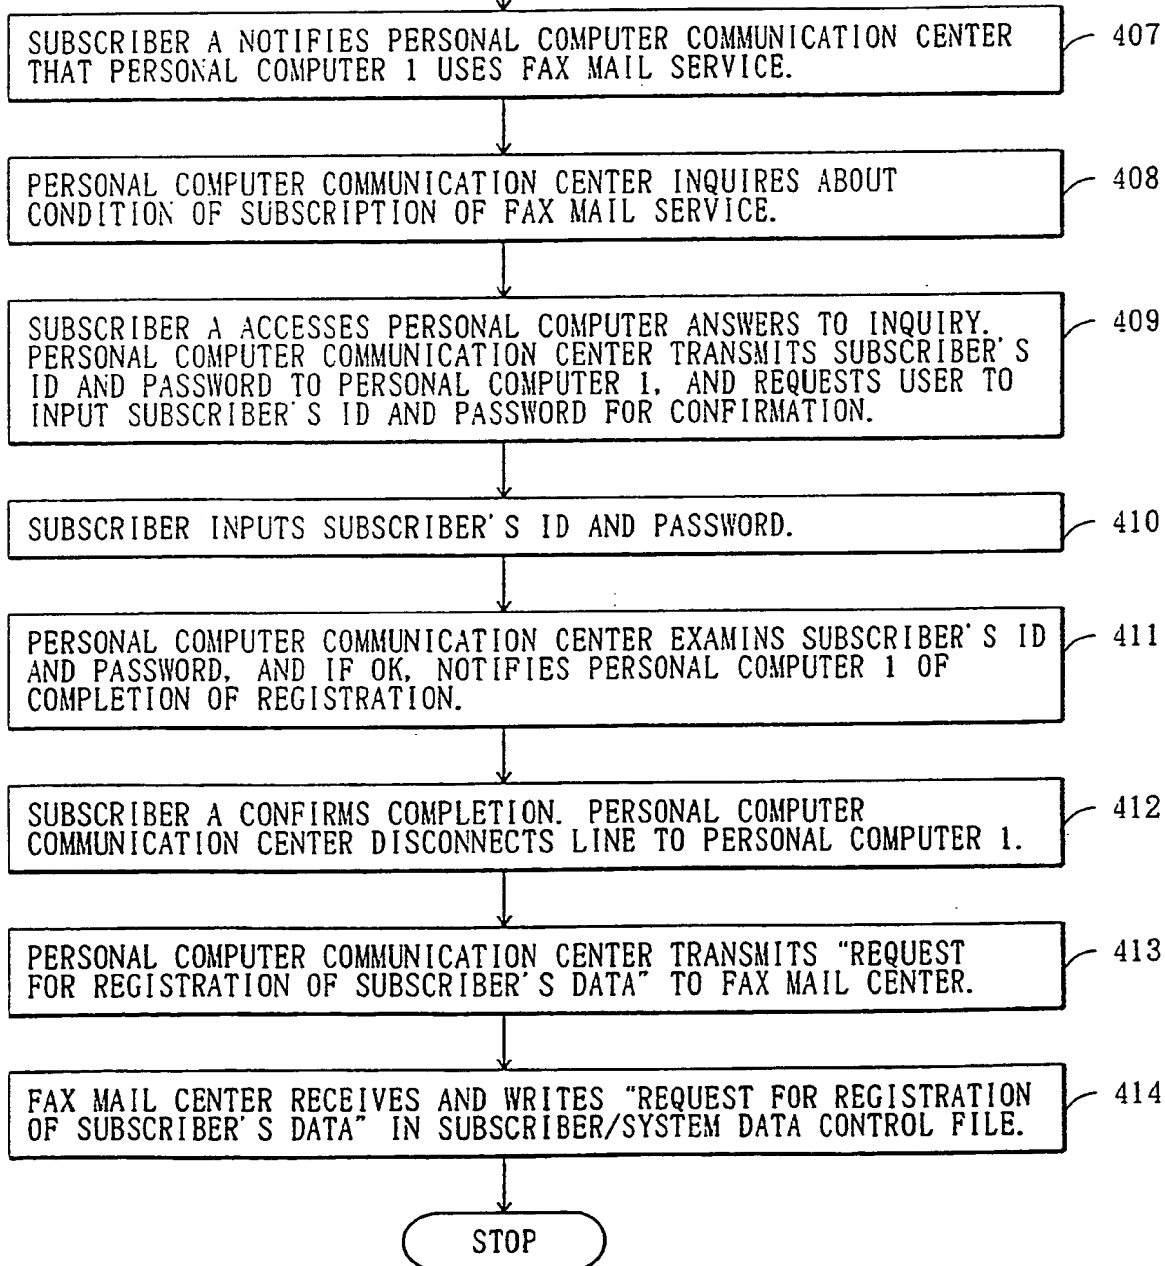 SUBSCRIBER A NOTIFIES PERSONAL COMPUTER COMMUNICATION CENTER
THAT PERSONAL COMPUTER 1 USES FAX MAIL SERVICE.
407
PERSONAL COMPUTER COMMUNICATION CENTER INQUIRES ABOUT
CONDITION OF SUBSCRIPTION OF FAX MAIL SERVICE.
408
SUBSCRIBER A ACCESSES PERSONAL COMPUTER ANSWERS TO INQUIRY.
PERSONAL COMPUTER COMMUNICATION CENTER TRANSMITS SUBSCRIBER'S
ID AND PASSWORD TO PERSONAL COMPUTER 1, AND REQUESTS USER TO
INPUT SUBSCRIBER'S ID AND PASSWORD FOR CONFIRMATION.
409
SUBSCRIBER INPUTS SUBSCRIBER'S ID AND PASSWORD.
410
PERSONAL COMPUTER COMMUNICATION CENTER EXAMINS SUBSCRIBER'S ID
AND PASSWORD, AND IF OK, NOTIFIES PERSONAL COMPUTER 1 OF
COMPLETION OF REGISTRATION.
411
SUBSCRIBER A CONFIRMS COMPLETION. PERSONAL COMPUTER
COMMUNICATION CENTER DISCONNECTS LINE TO PERSONAL COMPUTER 1.
412
PERSONAL COMPUTER COMMUNICATION CENTER TRANSMITS "REQUEST
FOR REGISTRATION OF SUBSCRIBER'S DATA" TO FAX MAIL CENTER.
413
FAX MAIL CENTER RECEIVES AND WRITES "REQUEST FOR REGISTRATION
OF SUBSCRIBER'S DATA" IN SUBSCRIBER/SYSTEM DATA CONTROL FILE.
414
STOP